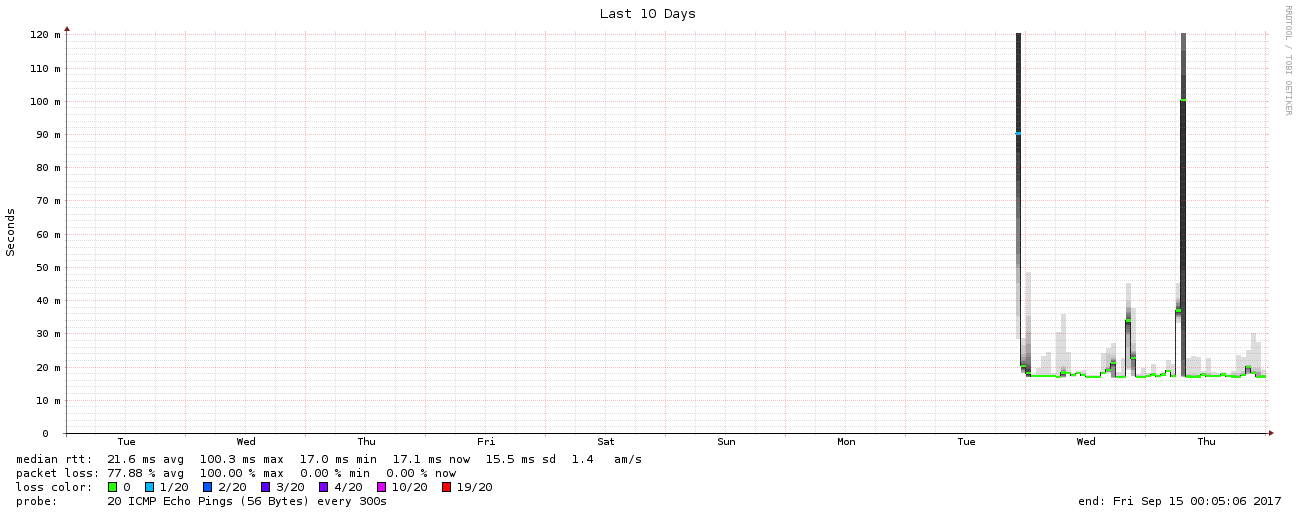 Last 10 Days
RRDTOOL / TOBI OETIKER
Seconds
120 m
110 m
100 m
90 m
80 m
70 m
60 m
50 m
40 m
30 m
20 m
10 m
0
Tue Wed Thu Fri Sat Sun Mon Tue Wed Thu
median rtt: 21.6 ms avg 100.3 ms max 17.0 ms min 17.1 ms now 15.5 ms sd 1.4 am/s
packet loss: 77.88 % avg 100.00 % max 0.00 % min 0.00 % now
loss color: 0 1/20 2/20 3/20 4/20 10/20 19/20
probe: 20 ICMP Echo Pings (56 Bytes) every 300s end: Fri Sep 15 00:05:06 2017